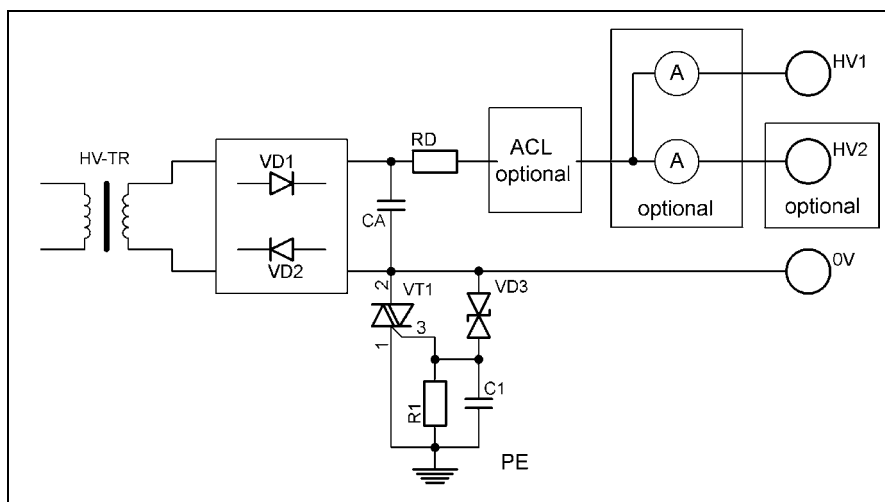 HV1
A
RD
ACL
optional
HV-TR
VD1
A
HV2
CA
optional
optional
VD2
0V
2
VT1
VD3
3
1
R1
C1
PE